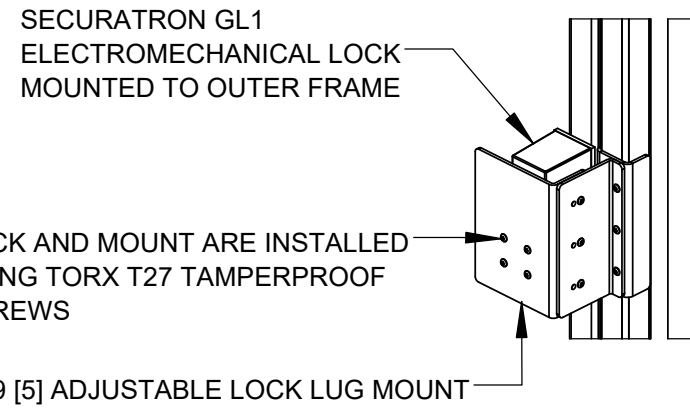 SECURATRON GL1
ELECTROMECHANICAL LOCK
MOUNTED TO OUTER FRAME
CK AND MOUNT ARE INSTALLED
NG TORX T27 TAMPERPROOF
REWS
9 [5] ADJUSTABLE LOCK LUG MOUNT